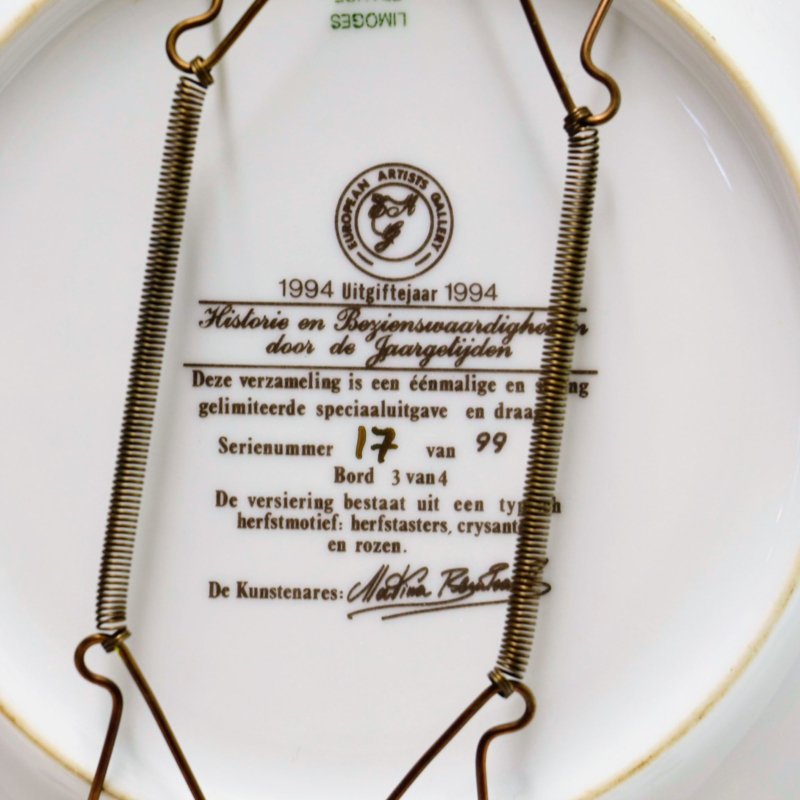 LIMOGES
EUROPEAN ARTISTS GALLERY
EAG
1994 Uitgiftejaar 1994
Historie en
door de Jaargetijden
Deze verzameling is een éénmalige en
gelimiteerde speciaaluitgave en
Serienummer 17 van 99
Bord 3 van 4
De versiering bestaat uit een
herfstmotief: herfstasters,
en rozen.
De Kunstenares: Martina